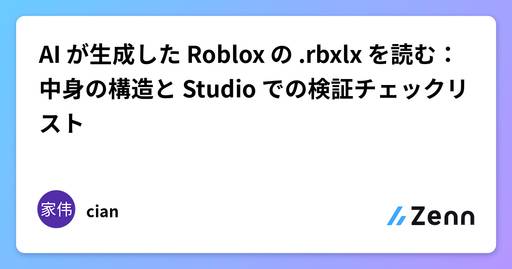 AI が生成した Roblox の .rbxlx を読む：
中身の構造と Studio での検証チェックリ
スト
家伟
cian
Zenn